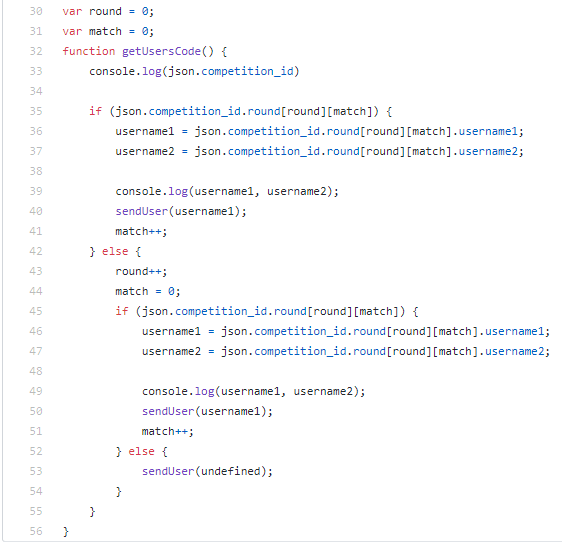 30 var round = 0;
31 var match = 0;
32 function getUsersCode() {
33     console.log(json.competition_id)
34
35     if (json.competition_id.round[round][match]) {
36         username1 = json.competition_id.round[round][match].username1;
37         username2 = json.competition_id.round[round][match].username2;
38
39         console.log(username1, username2);
40         sendUser(username1);
41         match++;
42     } else {
43         round++;
44         match = 0;
45         if (json.competition_id.round[round][match]) {
46             username1 = json.competition_id.round[round][match].username1;
47             username2 = json.competition_id.round[round][match].username2;
48
49             console.log(username1, username2);
50             sendUser(username1);
51             match++;
52         } else {
53             sendUser(undefined);
54         }
55     }
56 }